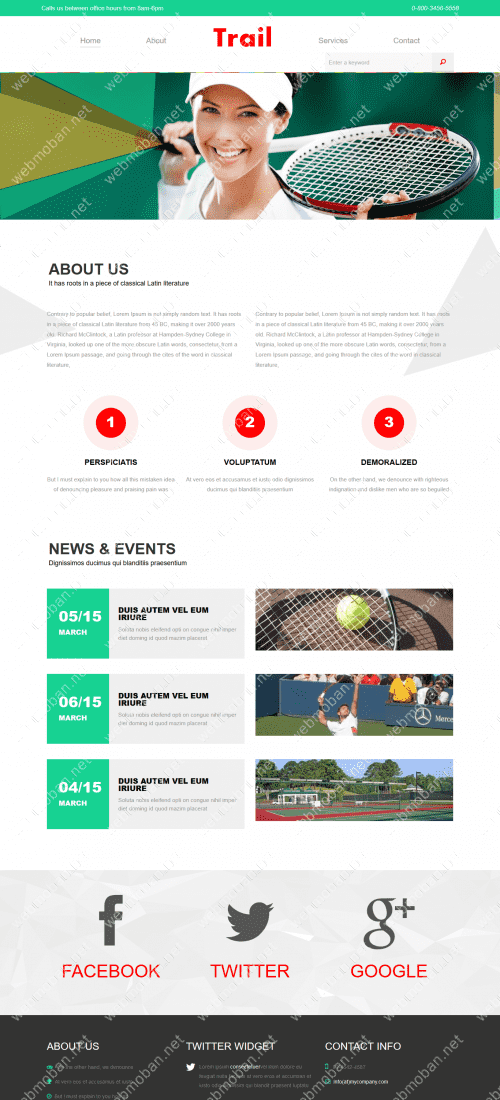 Calls us between office hours from 8am-6pm
0-800-3456-5558
Home
About
Trail
Services
Contact
Enter a keyword
ABOUT US
It has roots in a piece of classical Latin literature
Contrary to popular belief, Lorem Ipsum is not simply random text. It has roots
in a piece of classical Latin literature from 45 BC, making it over 2000 years
old. Richard McClintock, a Latin professor at Hampden-Sydney College in
Virginia, looked up one of the more obscure Latin words, consectetur, from a
Lorem Ipsum passage, and going through the cites of the word in classical
literature,
Contrary to popular belief, Lorem Ipsum is not simply random text. It has roots
in a piece of classical Latin literature from 45 BC, making it over 2000 years
old. Richard McClintock, a Latin professor at Hampden-Sydney College in
Virginia, looked up one of the more obscure Latin words, consectetur, from a
Lorem Ipsum passage, and going through the cites of the word in classical
literature,
1
2
3
PERSPICIATIS
VOLUPTATUM
DEMORALIZED
But I must explain to you how all this mistaken idea
of denouncing pleasure and praising pain was
At vero eos et accusamus et iusto odio dignissimos
ducimus qui blanditiis praesentium
On the other hand, we denounce with righteous
indignation and dislike men who are so beguiled
NEWS & EVENTS
Dignissimos ducimus qui blanditiis praesentium
05/15
MARCH
DUIS AUTEM VEL EUM
IRIURE
Soluta nobis eleifend opti on congue nihil imper
diet doming id quod mazim placerat
06/15
MARCH
DUIS AUTEM VEL EUM
IRIURE
Soluta nobis eleifend opti on congue nihil imper
diet doming id quod mazim placerat
Merce
04/15
MARCH
DUIS AUTEM VEL EUM
IRIURE
Soluta nobis eleifend opti on congue nihil imper
diet doming id quod mazim placerat
FACEBOOK
TWITTER
GOOGLE
ABOUT US
TWITTER WIDGET
CONTACT INFO
On the other hand, we denounce
At vero eos et accusamus et iusto
But I must explain to you how
Lorem ipsum consectetuer
info(at)mycompany.com
webmoban.net